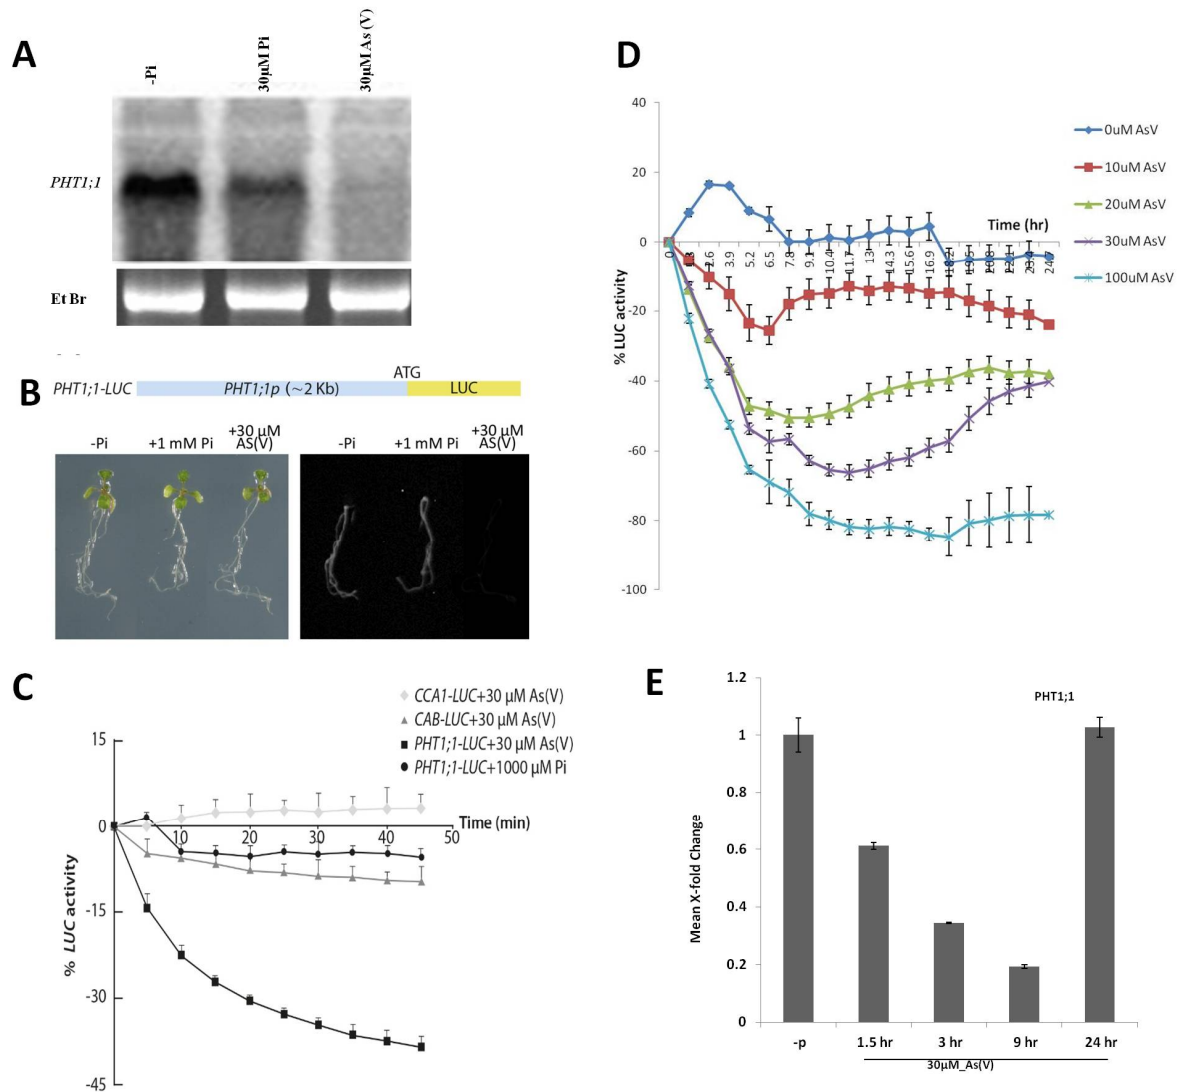 A
-Pi
30µM Pi
30µM As (V)
PHT1;1
Et Br
B
PHT1;1-LUC
PHT1;1p (~2 Kb)
ATG
LUC
-Pi
+1 mM Pi
+30 µM
AS(V)
-Pi
+1 mM Pi
+30 µM
AS(V)
C
CCA1-LUC+30 µM As(V)
CAB-LUC+30 µM As(V)
PHT1;1-LUC+30 µM As(V)
PHT1;1-LUC+1000 µM Pi
15
0
-15
-30
-45
10
20
30
40
50
Time (min)
% LUC activity
D
40
20
0
-20
-40
-60
-80
-100
% LUC activity
Time (hr)
0
2.6
3.9
5.2
6.5
10.4
11.7
14.3
15.6
16.9
0uM AsV
10uM AsV
20uM AsV
30uM AsV
100uM AsV
E
PHT1;1
1.2
1
0.8
0.6
0.4
0.2
0
Mean X-fold Change
-p
1.5 hr
3 hr
9 hr
24 hr
30µM_As(V)